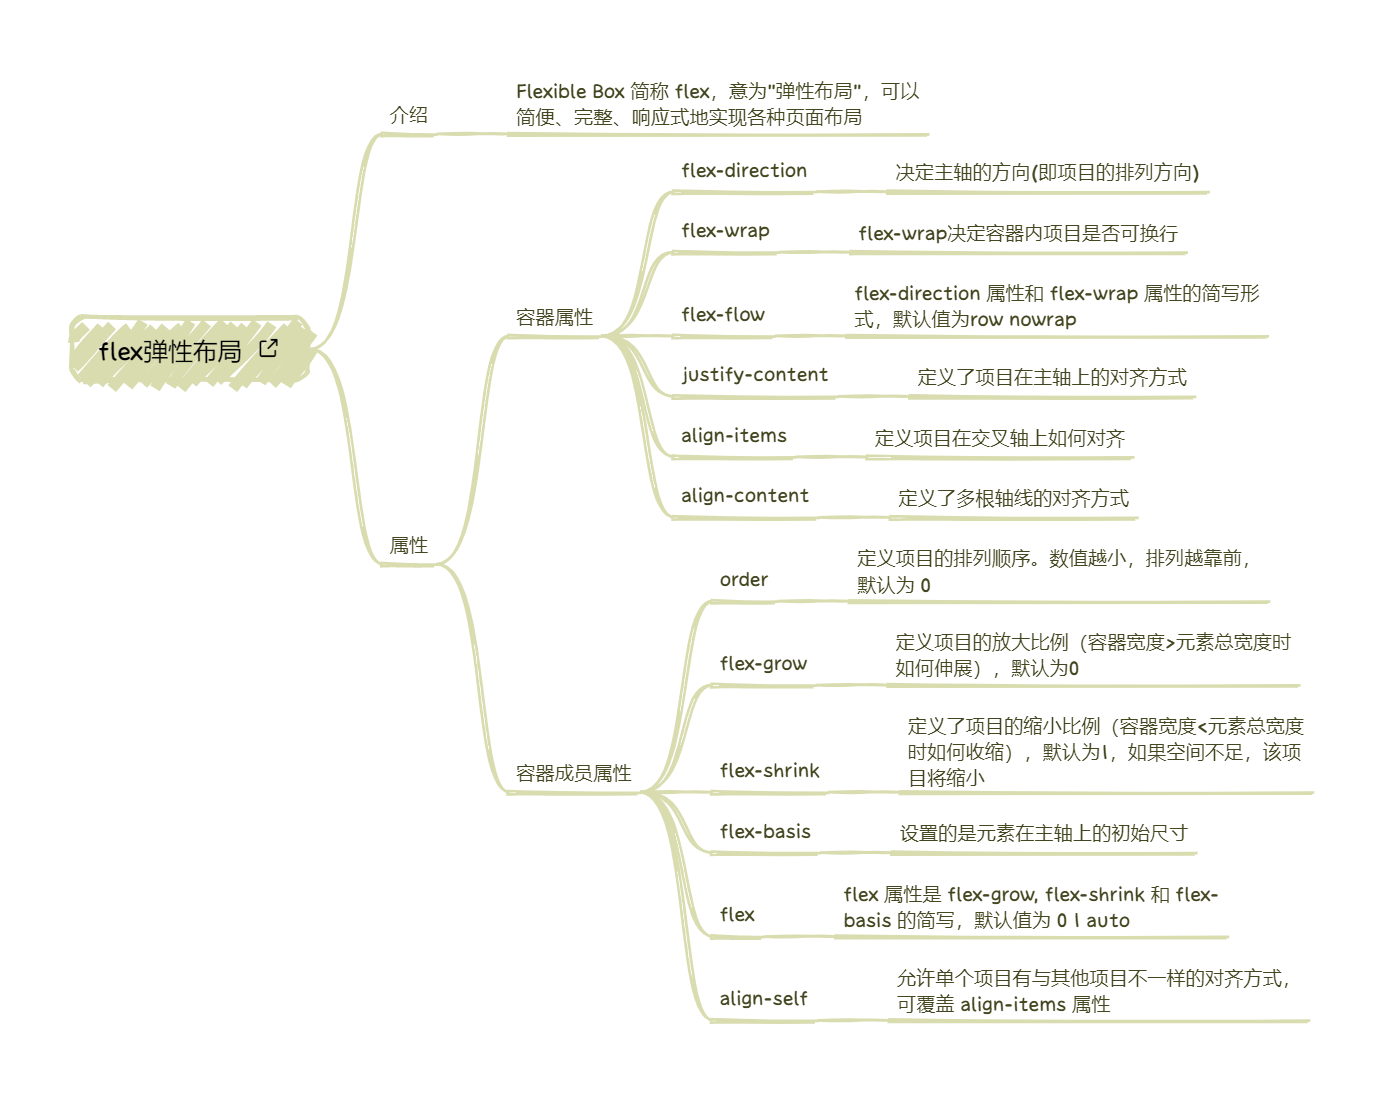 flex弹性布局
介绍
Flexible Box 简称 flex，意为"弹性布局"，可以
简便、完整、响应式地实现各种页面布局
属性
容器属性
flex-direction
决定主轴的方向(即项目的排列方向)
flex-wrap
flex-wrap决定容器内项目是否可换行
flex-flow
flex-direction 属性和 flex-wrap 属性的简写形
式，默认值为row nowrap
justify-content
定义了项目在主轴上的对齐方式
align-items
定义项目在交叉轴上如何对齐
align-content
定义了多根轴线的对齐方式
容器成员属性
order
定义项目的排列顺序。数值越小，排列越靠前，
默认为 0
flex-grow
定义项目的放大比例（容器宽度>元素总宽度时
如何伸展），默认为0
flex-shrink
定义了项目的缩小比例（容器宽度<元素总宽度
时如何收缩），默认为1，如果空间不足，该项
目将缩小
flex-basis
设置的是元素在主轴上的初始尺寸
flex
flex 属性是 flex-grow, flex-shrink 和 flex-
basis 的简写，默认值为 0 1 auto
align-self
允许单个项目有与其他项目不一样的对齐方式，
可覆盖 align-items 属性